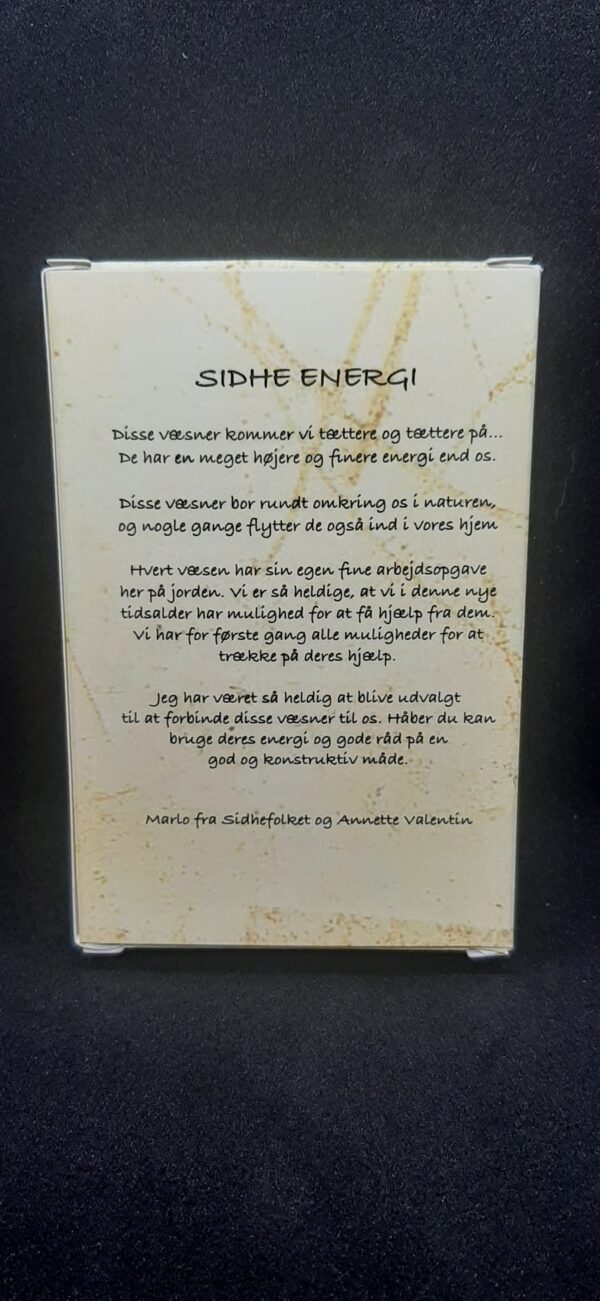 SIDHE ENERGI
Disse væsner kommer vi tættere og tættere på...
De har en meget højere og finere energi end os.
Disse væsner bor rundt omkring os i naturen,
og nogle gange flytter de også ind i vores hjem
Hvert væsen har sin egen fine arbejdsopgave
her på jorden. Vi er så heldige, at vi i denne nye
tidsalder har mulighed for at få hjælp fra dem.
Vi har for første gang alle muligheder for at
trække på deres hjælp.
Jeg har været så heldig at blive udvalgt
til at forbinde disse væsner til os. Håber du kan
bruge deres energi og gode råd på en
god og konstruktiv måde.
Marlo fra Sidhefolket og Annette Valentin